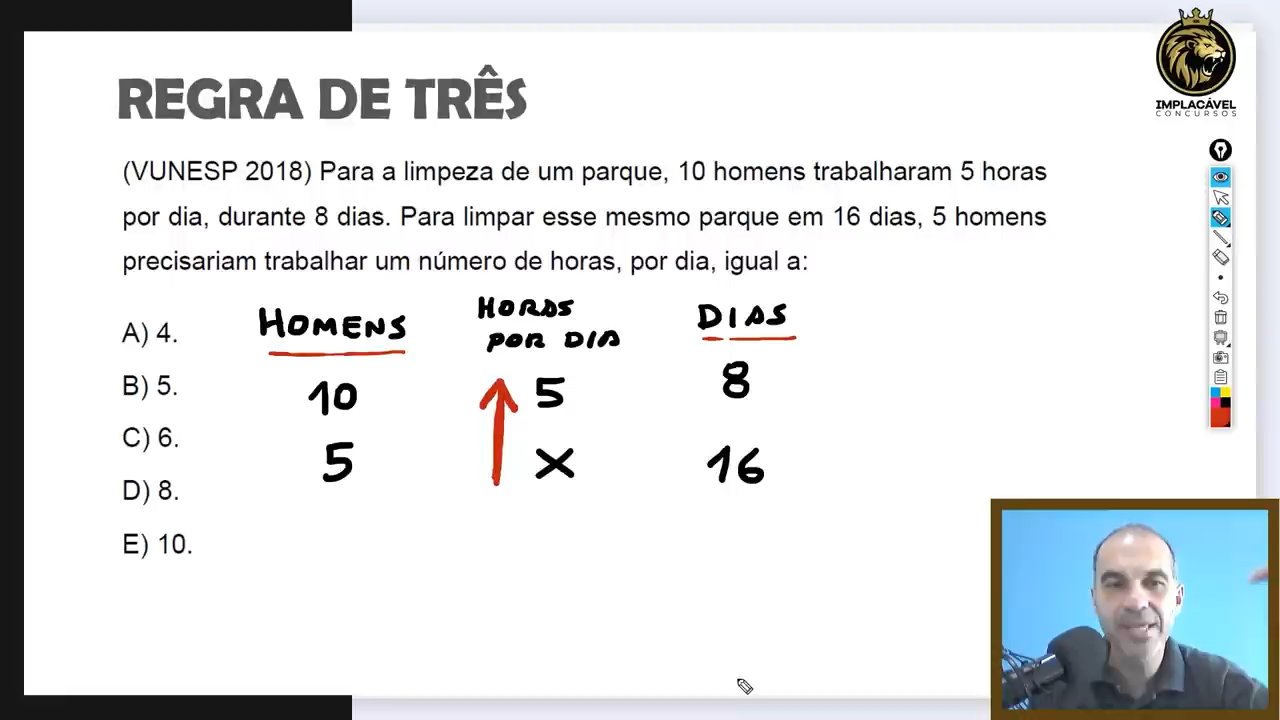 REGRA DE TRÊS
IMPLACÁVEL
CONCURSOS
(VUNESP 2018) Para a limpeza de um parque, 10 homens trabalharam 5 horas
por dia, durante 8 dias. Para limpar esse mesmo parque em 16 dias, 5 homens
precisariam trabalhar um número de horas, por dia, igual a:
A) 4.
B) 5.
C) 6.
D) 8.
E) 10.
HOMENS
10
5
HORAS
POR DIA
5
X
DIAS
8
16